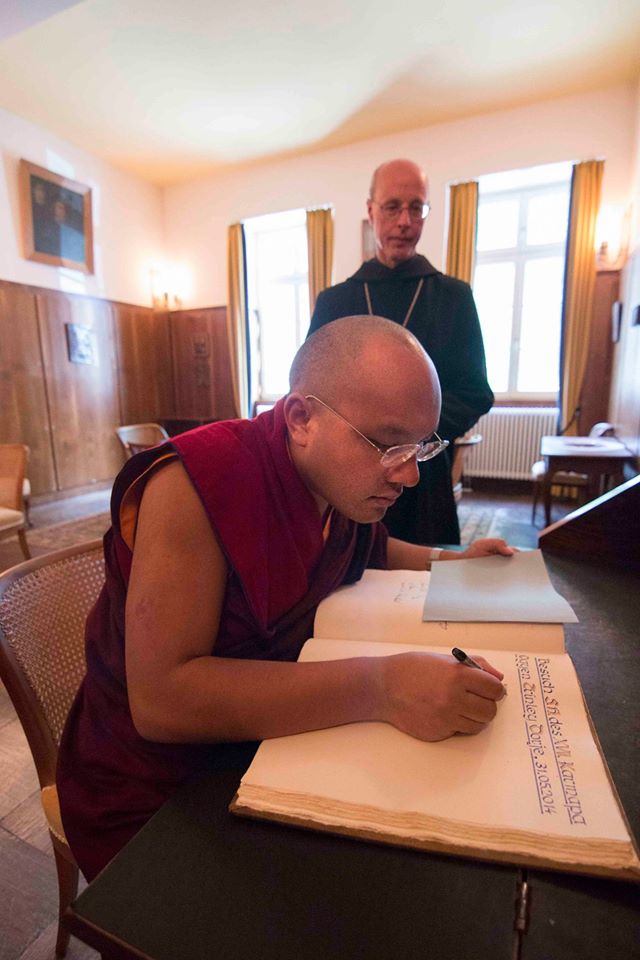 Besuch SH des XVII. Karmapa
Ogyen Trinley Dorje, 31.05.2014